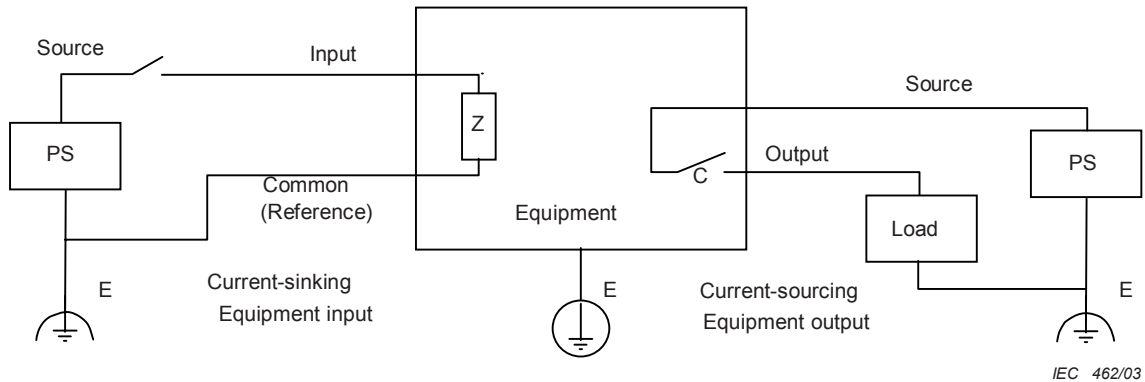 Source
Input
Source
Z
PS
Output
PS
C
Common
(Reference)
Equipment
Load
E
Current-sinking
Equipment input
E
Current-sourcing
Equipment output
E
IEC 462/03